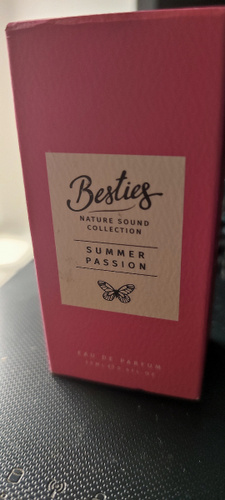 Besties
NATURE SOUND
COLLECTION
SUMMER
PASSION
EAU DE PARFUM